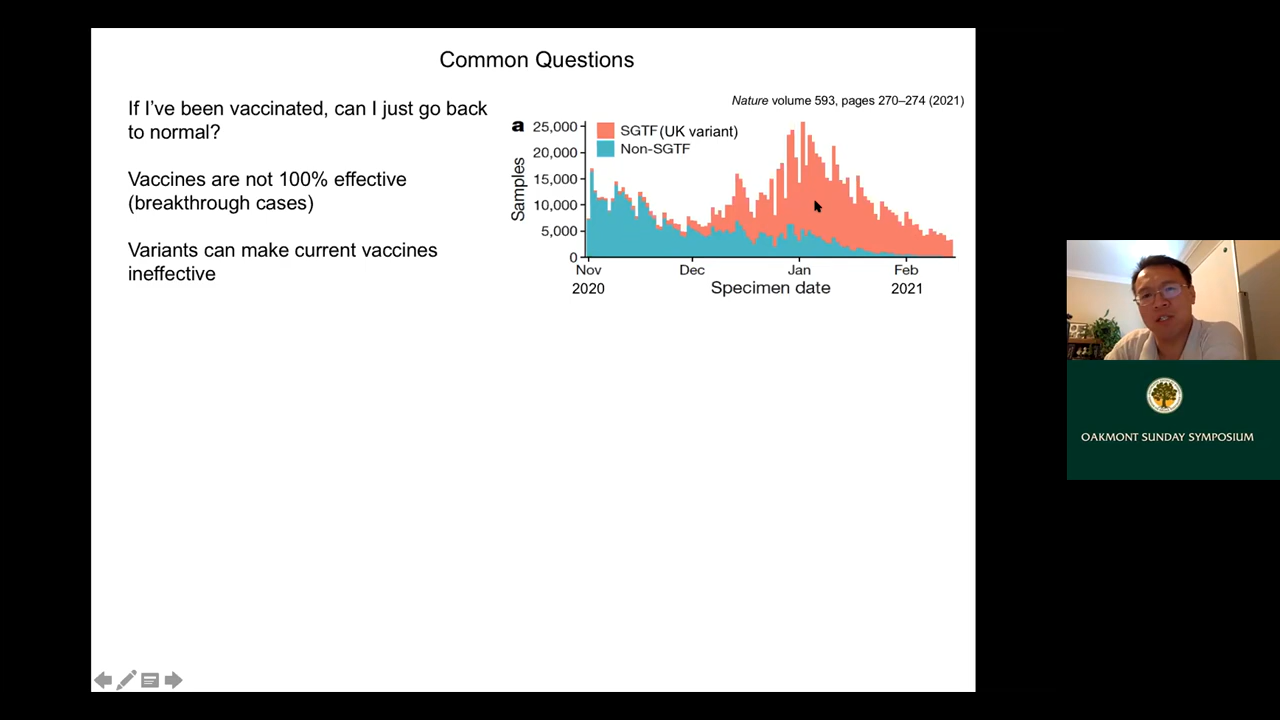 Common Questions
If I've been vaccinated, can I just go back
to normal?
Vaccines are not 100% effective
(breakthrough cases)
Variants can make current vaccines
ineffective
Nature volume 593, pages 270–274 (2021)
a
25,000
20,000
15,000
10,000
5,000
0
Samples
SGTF (UK variant)
Non-SGTF
Nov
2020
Dec
Jan
Feb
2021
Specimen date
OAKMONT SUNDAY SYMPOSIUM